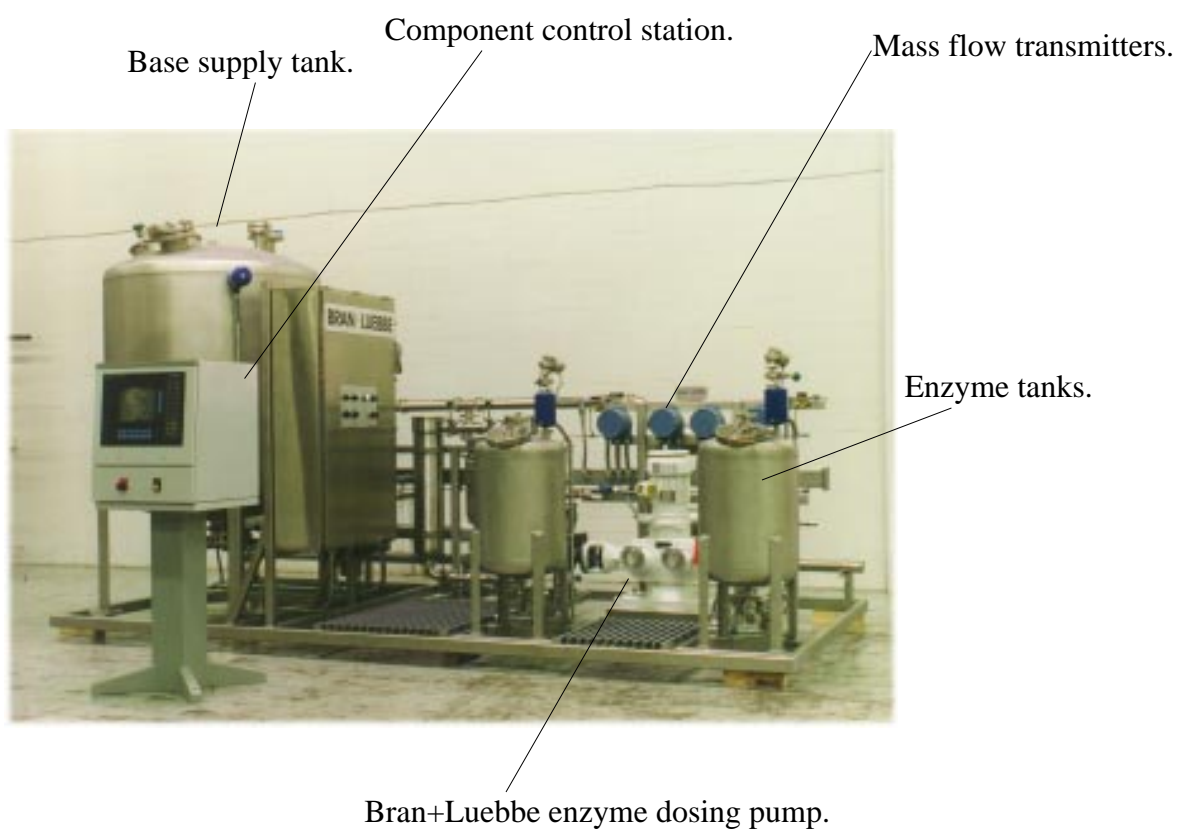 Component control station.
Mass flow transmitters.
Base supply tank.
BRAN LUEBBE
Enzyme tanks.
Bran+Luebbe enzyme dosing pump.